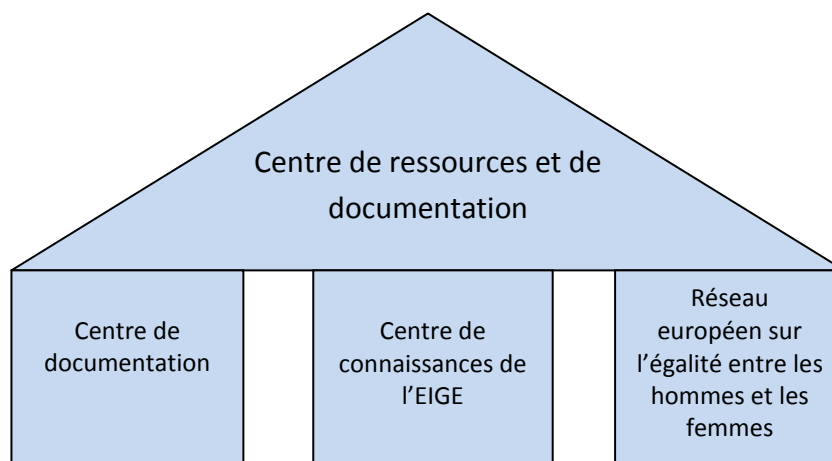 Centre de ressources et de
documentation
Centre de
documentation
Centre de
connaissances de
l’EIGE
Réseau
européen sur
l’égalité entre les
hommes et les
femmes